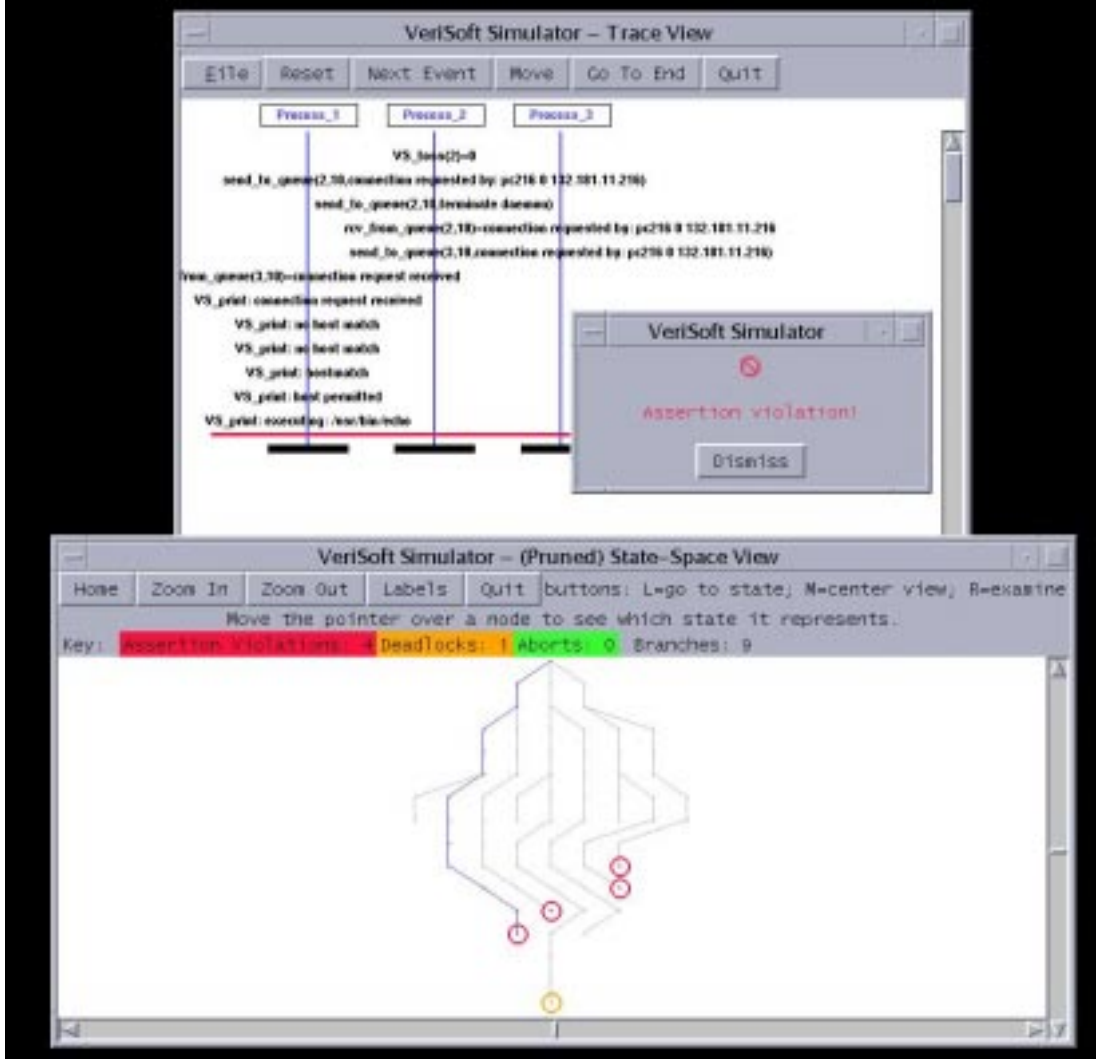 VeriSoft Simulator – Trace View
File Reset Next Event Move Go To End Quit
Process_1 Process_2 Process_3
VS_toss(2)=0
send_to_queue(2,10,connection requested by: pc216 0 132.181.11.216)
send_to_queue(2,10,terminate daemon)
rcv_from_queue(2,10)=connection requested by: pc216 0 132.181.11.216
send_to_queue(3,10,connection requested by: pc216 0 132.181.11.216)
from_queue(3,10)=connection request received
VS_print: connection request received
VS_print: no host match
VS_print: no host match
VS_print: hostmatch
VS_print: host permitted
VS_print: executing : /usr/bin/echo
VeriSoft Simulator
Assertion violation!
Dismiss
VeriSoft Simulator – (Pruned) State-Space View
Home Zoom In Zoom Out Labels Quit buttons: L=go to state; M=center view; R=examine
Move the pointer over a node to see which state it represents.
Key: Assertion Violations: 4 Deadlocks: 1 Aborts: 0 Branches: 9